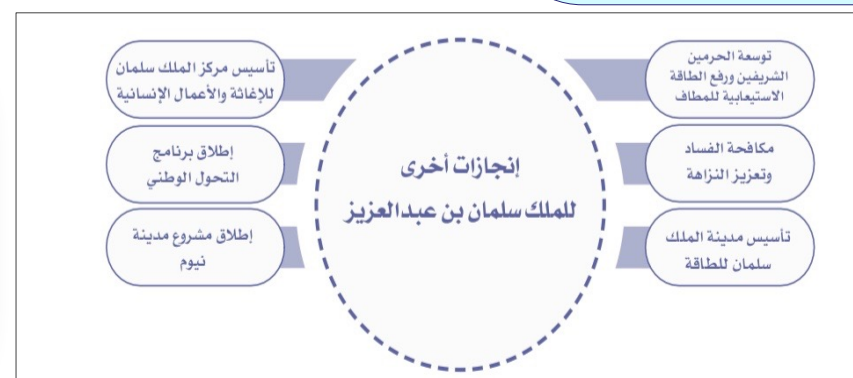 إنجازات أخرى
للملك سلمان بن عبدالعزيز
توسعة الحرمين
الشريفين ورفع الطاقة
الاستيعابية للمطاف
مكافحة الفساد
وتعزيز النزاهة
تأسيس مدينة الملك
سلمان للطاقة
تأسيس مركز الملك سلمان
للإغاثة والأعمال الإنسانية
إطلاق برنامج
التحول الوطني
إطلاق مشروع مدينة
نيوم